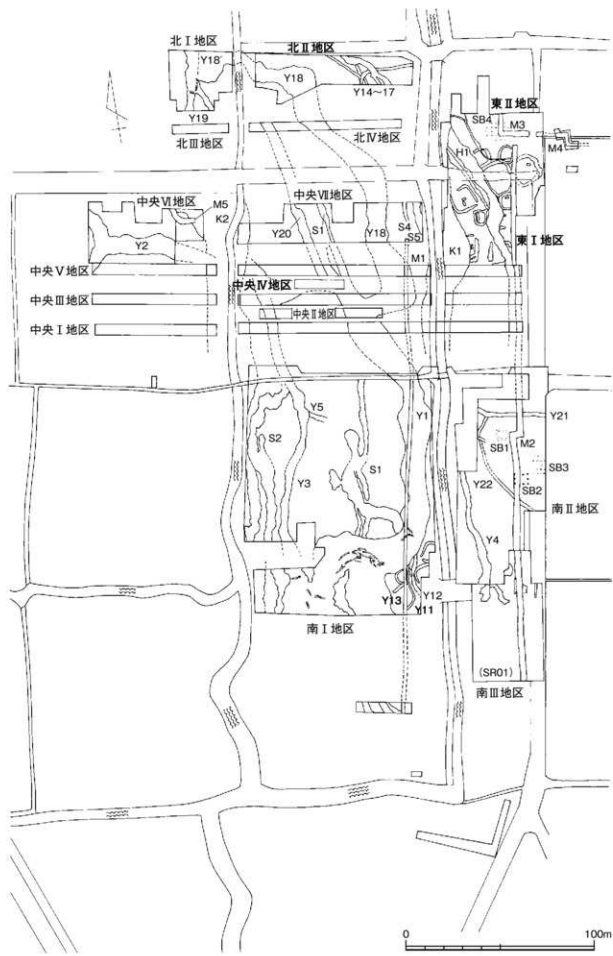 北Ⅰ地区
北Ⅱ地区
Y18
Y18
Y14～17
Y19
北Ⅲ地区
北Ⅳ地区
東Ⅱ地区
SB4
M3
M4
H1
中央Ⅵ地区
M5
K2
中央Ⅶ地区
Y2
Y20
S1
Y18
S4
S5
M1
K1
東Ⅰ地区
中央Ⅴ地区
中央Ⅳ地区
中央Ⅲ地区
中央Ⅱ地区
中央Ⅰ地区
Y5
Y1
Y21
S2
S1
SB1
M2
Y3
SB3
Y22
SB2
南Ⅱ地区
Y4
Y13
Y12
Y11
南Ⅰ地区
(SR01)
南Ⅲ地区
0
100m